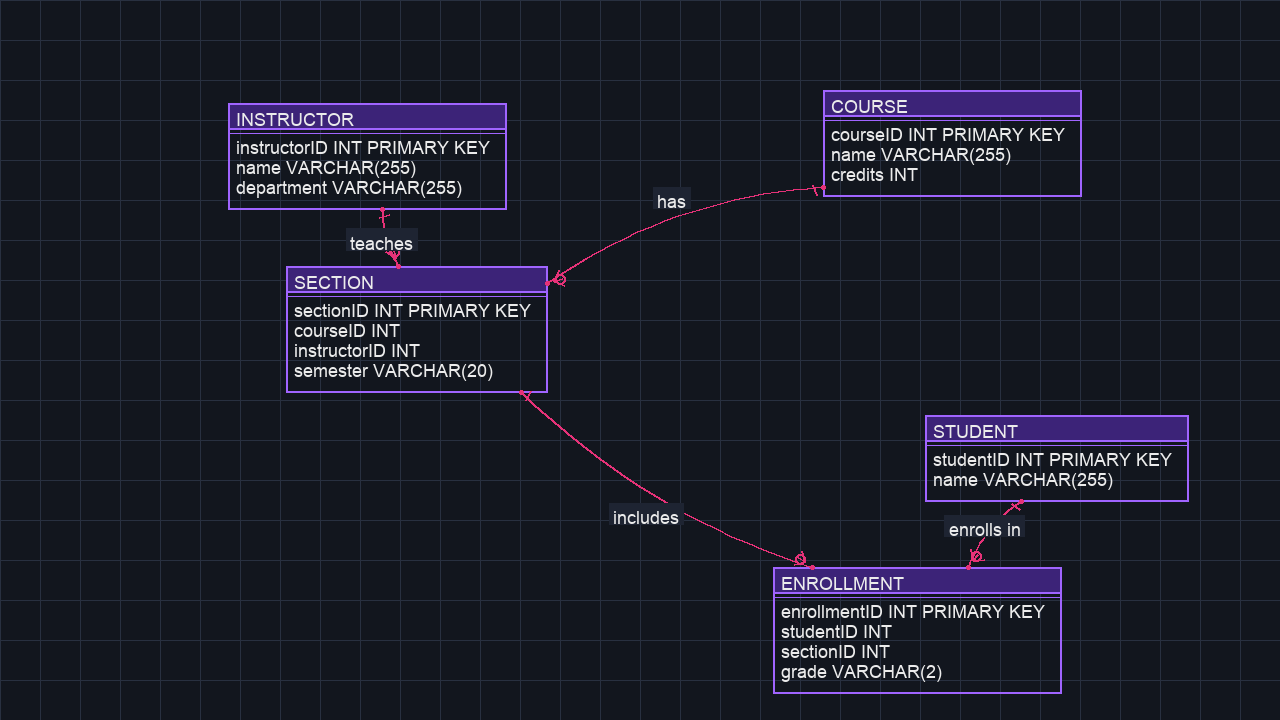 INSTRUCTOR
instructorID INT PRIMARY KEY
name VARCHAR(255)
department VARCHAR(255)
COURSE
courseID INT PRIMARY KEY
name VARCHAR(255)
credits INT
has
teaches
SECTION
sectionID INT PRIMARY KEY
courseID INT
instructorID INT
semester VARCHAR(20)
STUDENT
studentID INT PRIMARY KEY
name VARCHAR(255)
includes
enrolls in
ENROLLMENT
enrollmentID INT PRIMARY KEY
studentID INT
sectionID INT
grade VARCHAR(2)